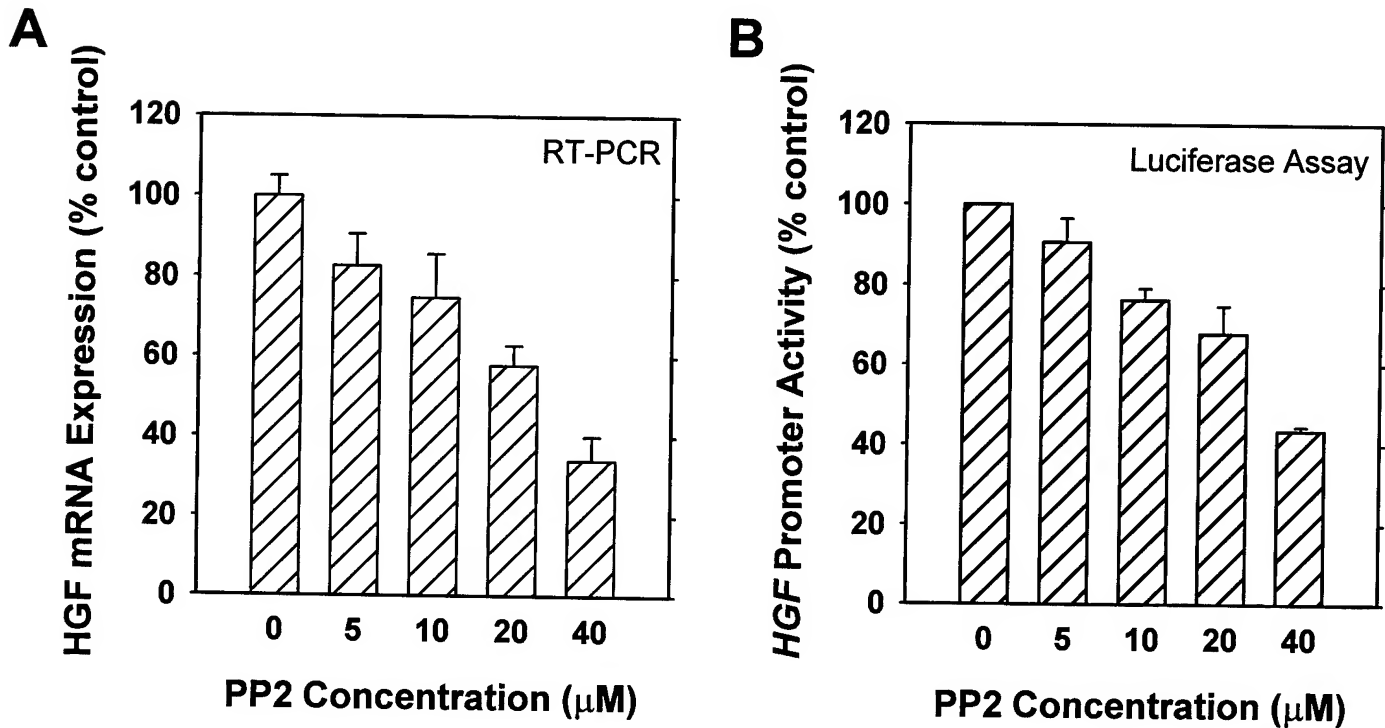 A
HGF mRNA Expression (% control)
120
100
80
60
40
20
0
RT-PCR
0 5 10 20 40
PP2 Concentration (μM)
B
HGF Promoter Activity (% control)
120
100
80
60
40
20
0
Luciferase Assay
0 5 10 20 40
PP2 Concentration (μM)